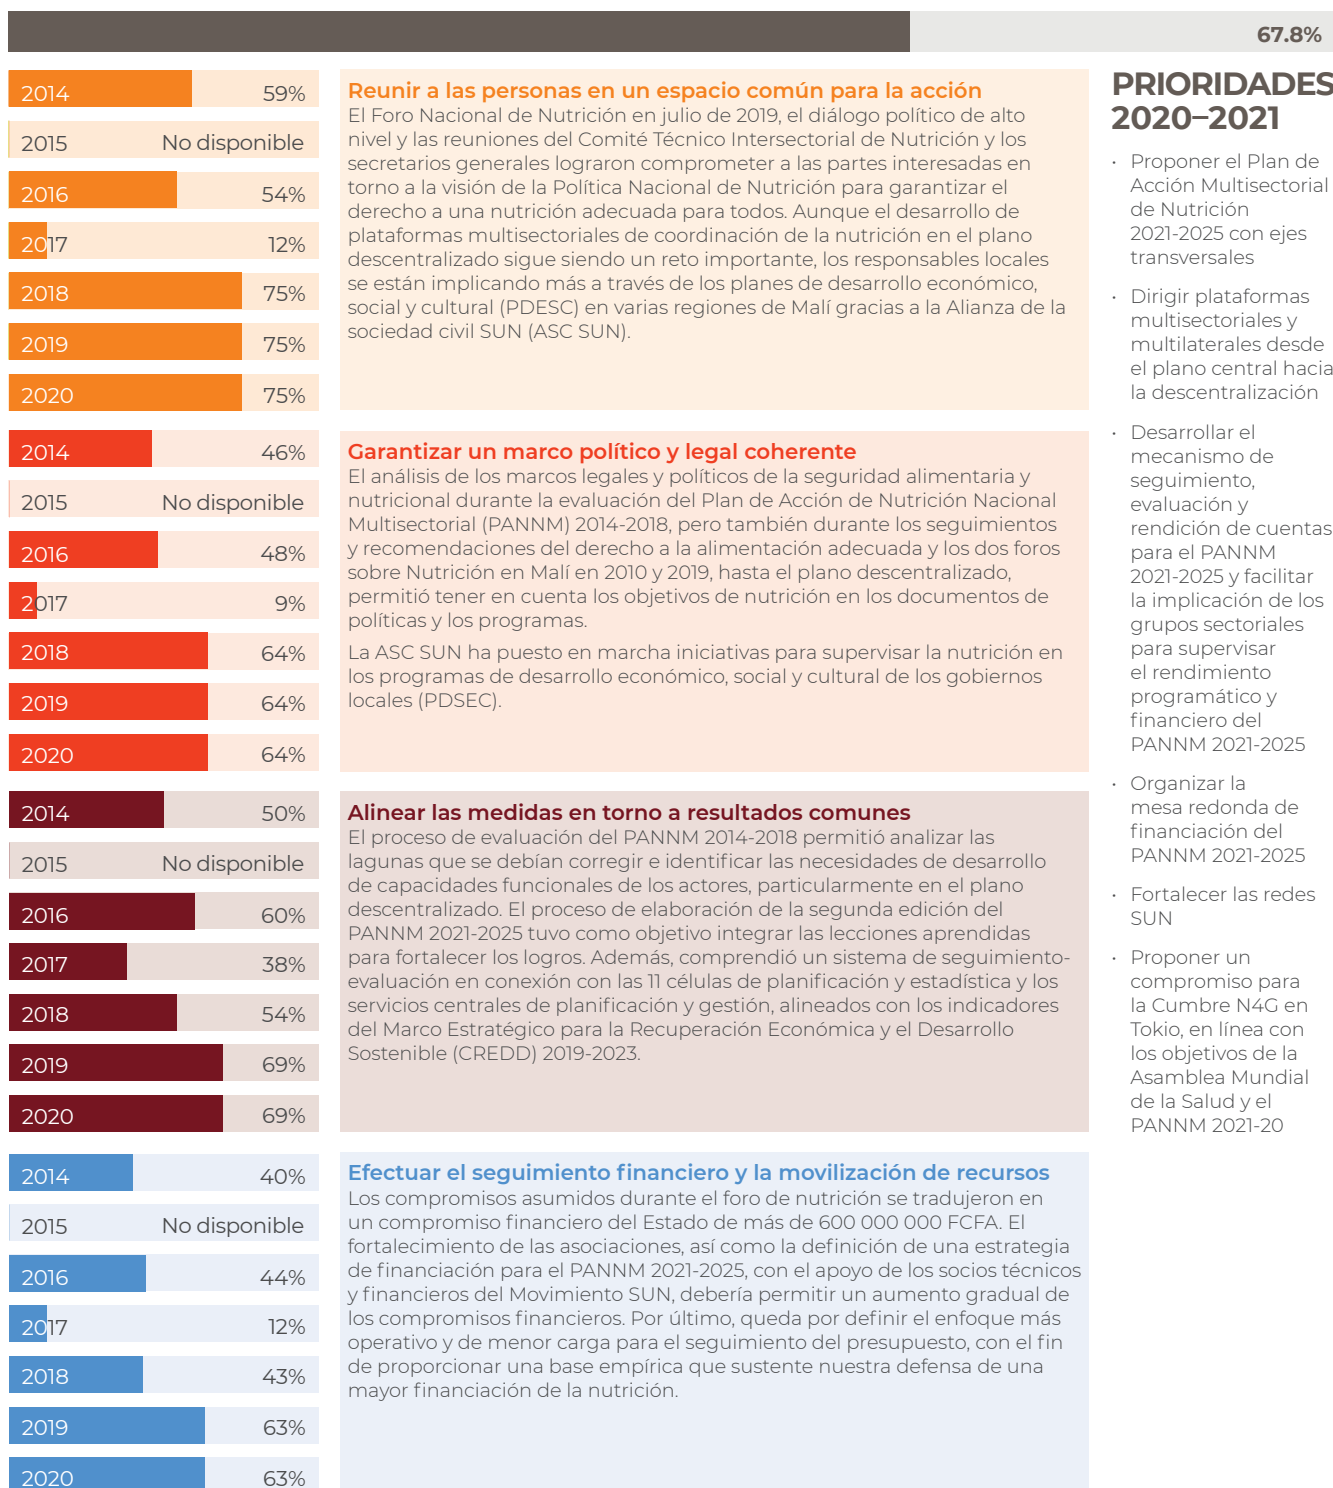 67.8%
2014 59%
2015 No disponible
2016 54%
2017 12%
2018 75%
2019 75%
2020 75%
Reunir a las personas en un espacio común para la acción
El Foro Nacional de Nutrición en julio de 2019, el diálogo político de alto
nivel y las reuniones del Comité Técnico Intersectorial de Nutrición y los
secretarios generales lograron comprometer a las partes interesadas en
torno a la visión de la Política Nacional de Nutrición para garantizar el
derecho a una nutrición adecuada para todos. Aunque el desarrollo de
plataformas multisectoriales de coordinación de la nutrición en el plano
descentralizado sigue siendo un reto importante, los responsables locales
se están implicando más a través de los planes de desarrollo económico,
social y cultural (PDESC) en varias regiones de Malí gracias a la Alianza de la
sociedad civil SUN (ASC SUN).
2014 46%
2015 No disponible
2016 48%
2017 9%
2018 64%
2019 64%
2020 64%
Garantizar un marco político y legal coherente
El análisis de los marcos legales y políticos de la seguridad alimentaria y
nutricional durante la evaluación del Plan de Acción de Nutrición Nacional
Multisectorial (PANNM) 2014-2018, pero también durante los seguimientos
y recomendaciones del derecho a la alimentación adecuada y los dos foros
sobre Nutrición en Malí en 2010 y 2019, hasta el plano descentralizado,
permitió tener en cuenta los objetivos de nutrición en los documentos de
políticas y los programas.
La ASC SUN ha puesto en marcha iniciativas para supervisar la nutrición en
los programas de desarrollo económico, social y cultural de los gobiernos
locales (PDSEC).
2014 50%
2015 No disponible
2016 60%
2017 38%
2018 54%
2019 69%
2020 69%
Alinear las medidas en torno a resultados comunes
El proceso de evaluación del PANNM 2014-2018 permitió analizar las
lagunas que se debían corregir e identificar las necesidades de desarrollo
de capacidades funcionales de los actores, particularmente en el plano
descentralizado. El proceso de elaboración de la segunda edición del
PANNM 2021-2025 tuvo como objetivo integrar las lecciones aprendidas
para fortalecer los logros. Además, comprendió un sistema de seguimiento-
evaluación en conexión con las 11 células de planificación y estadística y los
servicios centrales de planificación y gestión, alineados con los indicadores
del Marco Estratégico para la Recuperación Económica y el Desarrollo
Sostenible (CREDD) 2019-2023.
2014 40%
2015 No disponible
2016 44%
2017 12%
2018 43%
2019 63%
2020 63%
Efectuar el seguimiento financiero y la movilización de recursos
Los compromisos asumidos durante el foro de nutrición se tradujeron en
un compromiso financiero del Estado de más de 600 000 000 FCFA. El
fortalecimiento de las asociaciones, así como la definición de una estrategia
de financiación para el PANNM 2021-2025, con el apoyo de los socios técnicos
y financieros del Movimiento SUN, debería permitir un aumento gradual de
los compromisos financieros. Por último, queda por definir el enfoque más
operativo y de menor carga para el seguimiento del presupuesto, con el fin
de proporcionar una base empírica que sustente nuestra defensa de una
mayor financiación de la nutrición.
PRIORIDADES
2020–2021
• Proponer el Plan de
Acción Multisectorial
de Nutrición
2021-2025 con ejes
transversales
• Dirigir plataformas
multisectoriales y
multilaterales desde
el plano central hacia
la descentralización
• Desarrollar el
mecanismo de
seguimiento,
evaluación y
rendición de cuentas
para el PANNM
2021-2025 y facilitar
la implicación de los
grupos sectoriales
para supervisar
el rendimiento
programático y
financiero del
PANNM 2021-2025
• Organizar la
mesa redonda de
financiación del
PANNM 2021-2025
• Fortalecer las redes
SUN
• Proponer un
compromiso para
la Cumbre N4G en
Tokio, en línea con
los objetivos de la
Asamblea Mundial
de la Salud y el
PANNM 2021-20